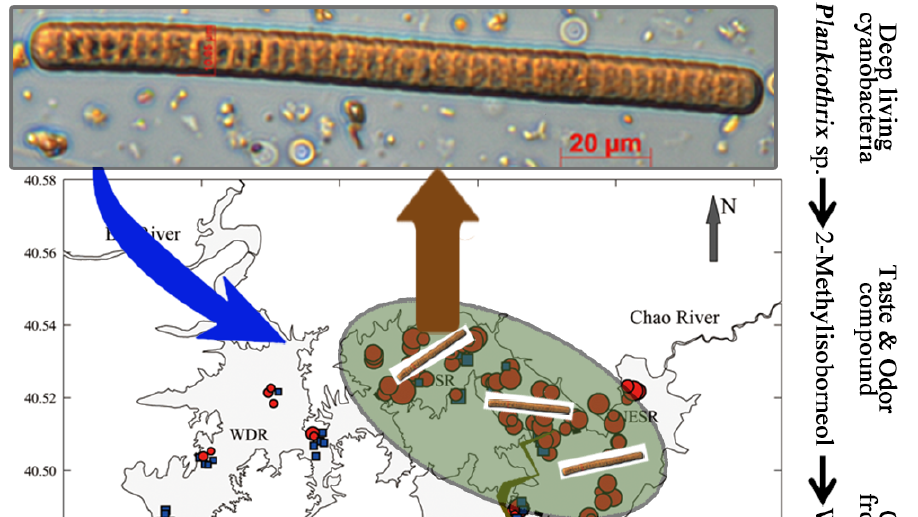 20 µm
40.58
40.56
40.54
40.52
40.50
River
N
Chao River
WDR
SR
Deep living
cyanobacteria
Planktothrix sp.
2-Methylisoborneol
Taste & Odor
compound